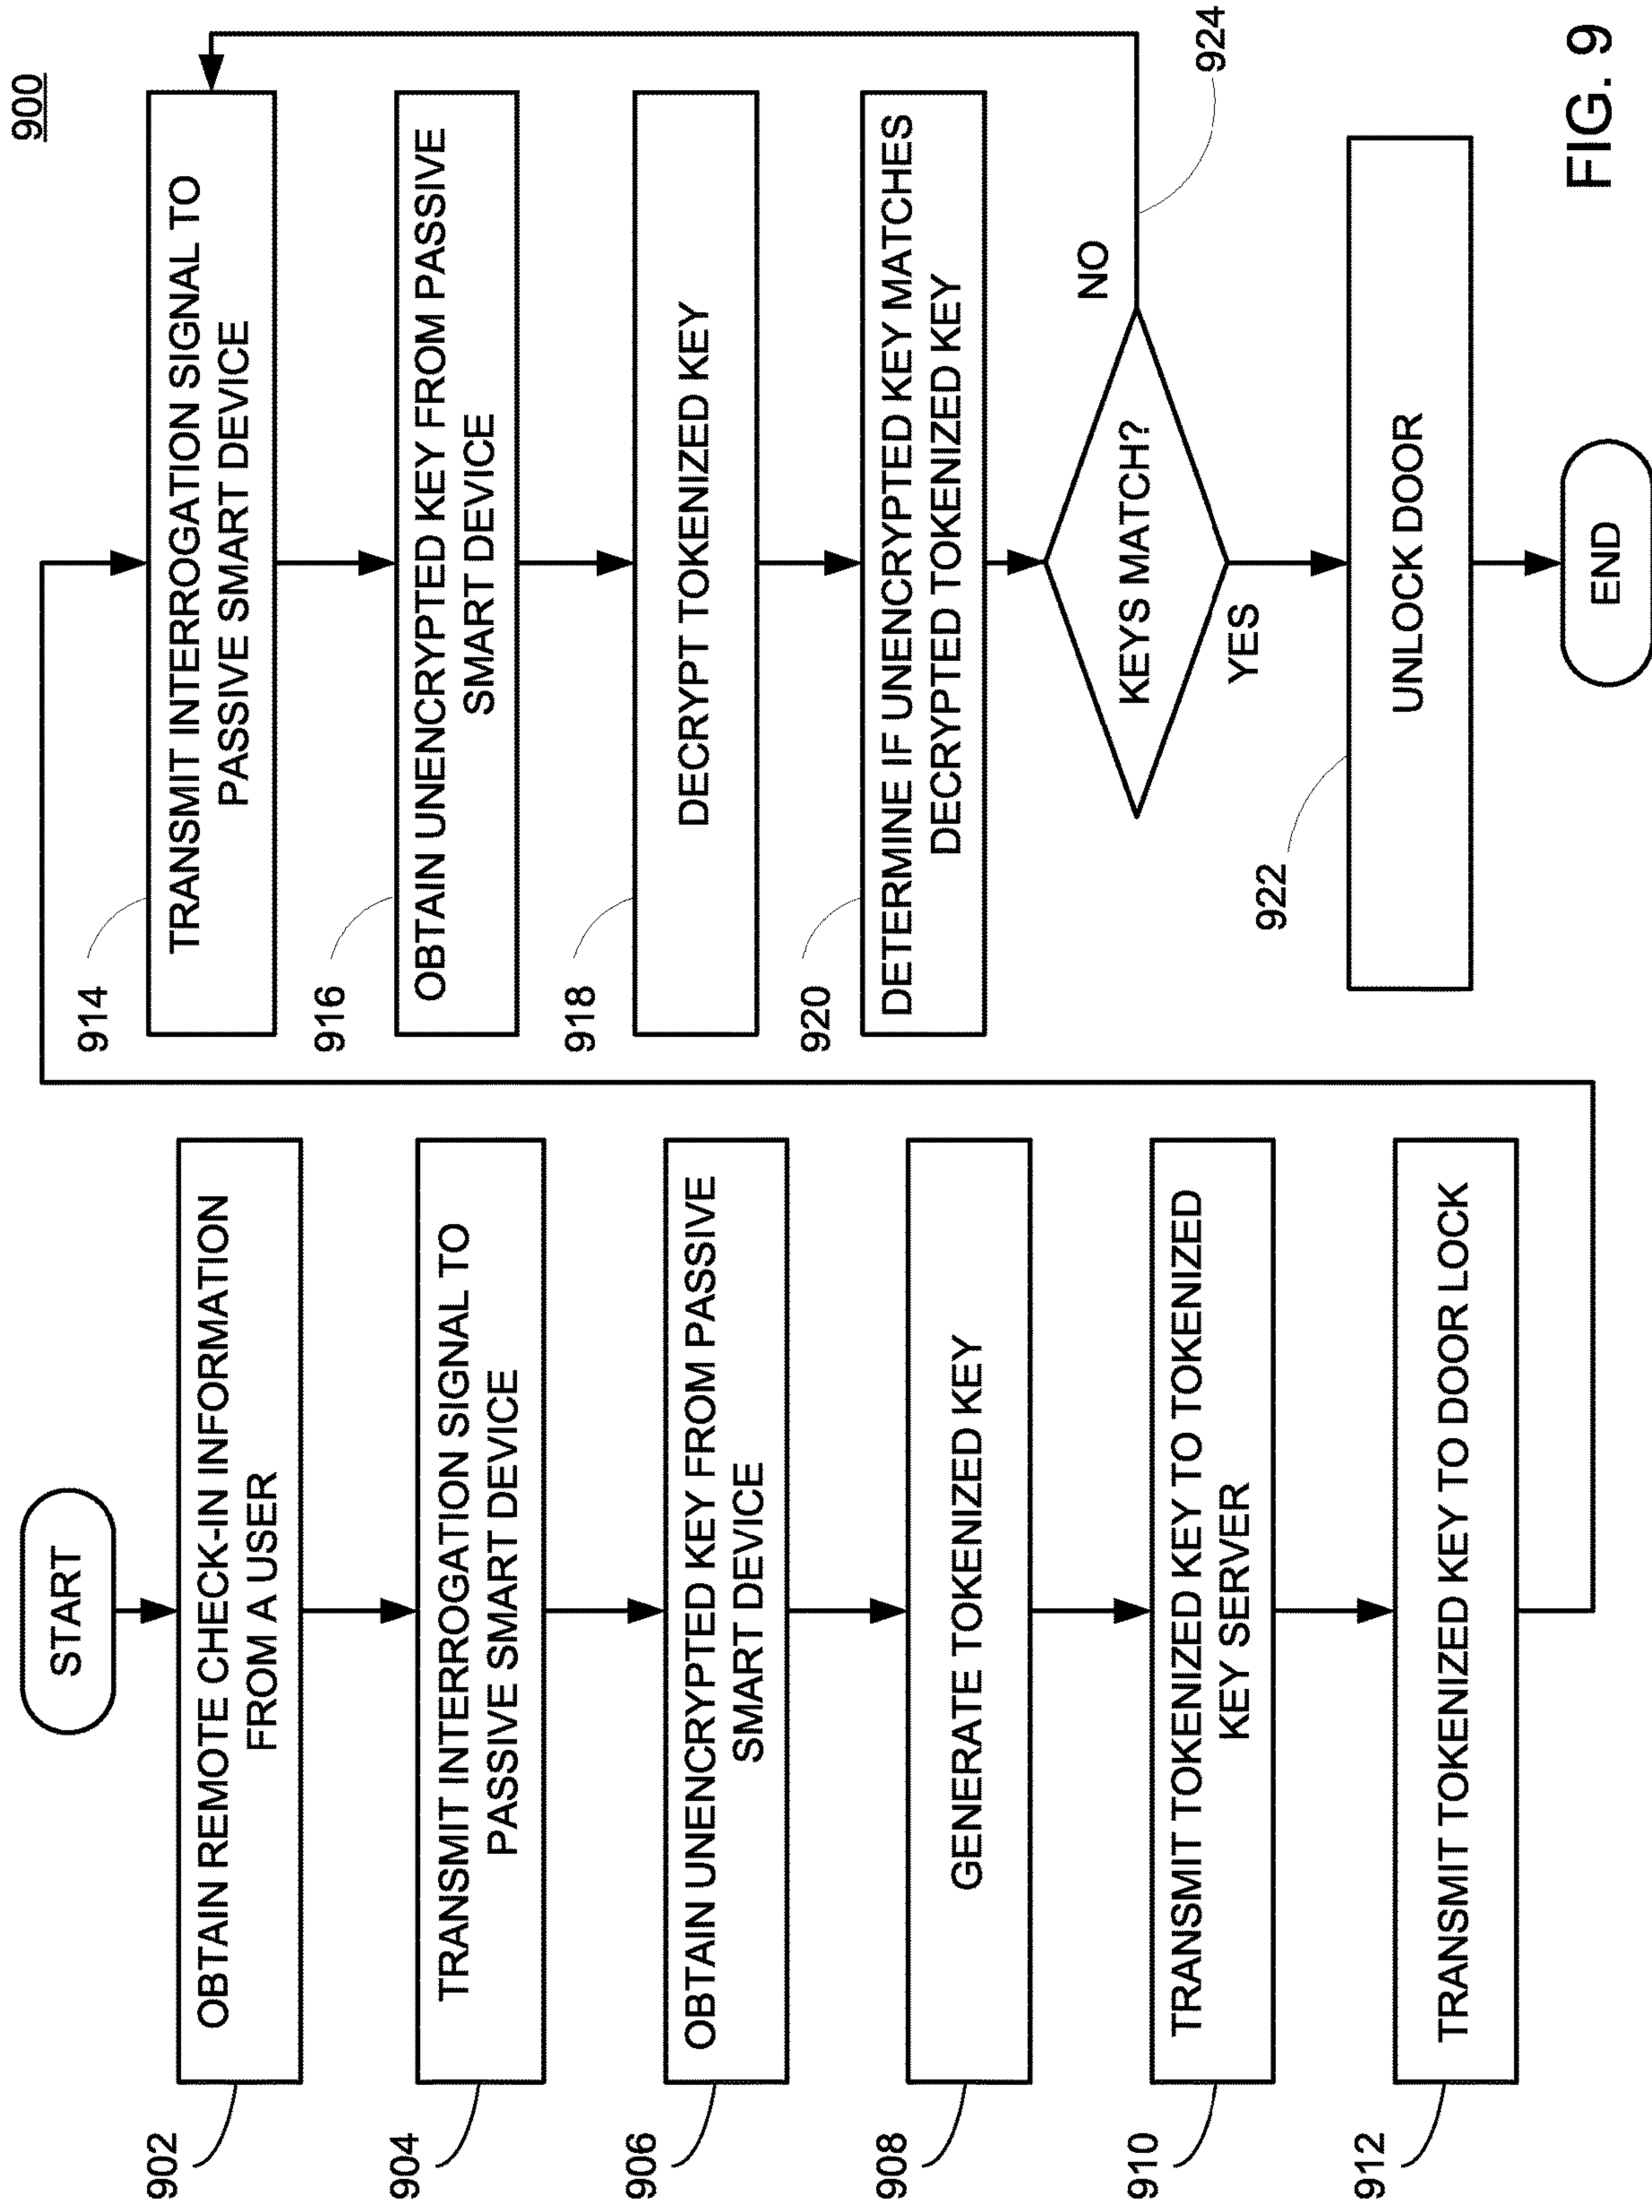 900
START
902
OBTAIN REMOTE CHECK-IN INFORMATION
FROM A USER
904
TRANSMIT INTERROGATION SIGNAL TO
PASSIVE SMART DEVICE
906
OBTAIN UNENCRYPTED KEY FROM PASSIVE
SMART DEVICE
908
GENERATE TOKENIZED KEY
910
TRANSMIT TOKENIZED KEY TO TOKENIZED
KEY SERVER
912
TRANSMIT TOKENIZED KEY TO DOOR LOCK
914
TRANSMIT INTERROGATION SIGNAL TO
PASSIVE SMART DEVICE
916
OBTAIN UNENCRYPTED KEY FROM PASSIVE
SMART DEVICE
918
DECRYPT TOKENIZED KEY
920
DETERMINE IF UNENCRYPTED KEY MATCHES
DECRYPTED TOKENIZED KEY
KEYS MATCH?
NO
924
YES
922
UNLOCK DOOR
END
FIG. 9